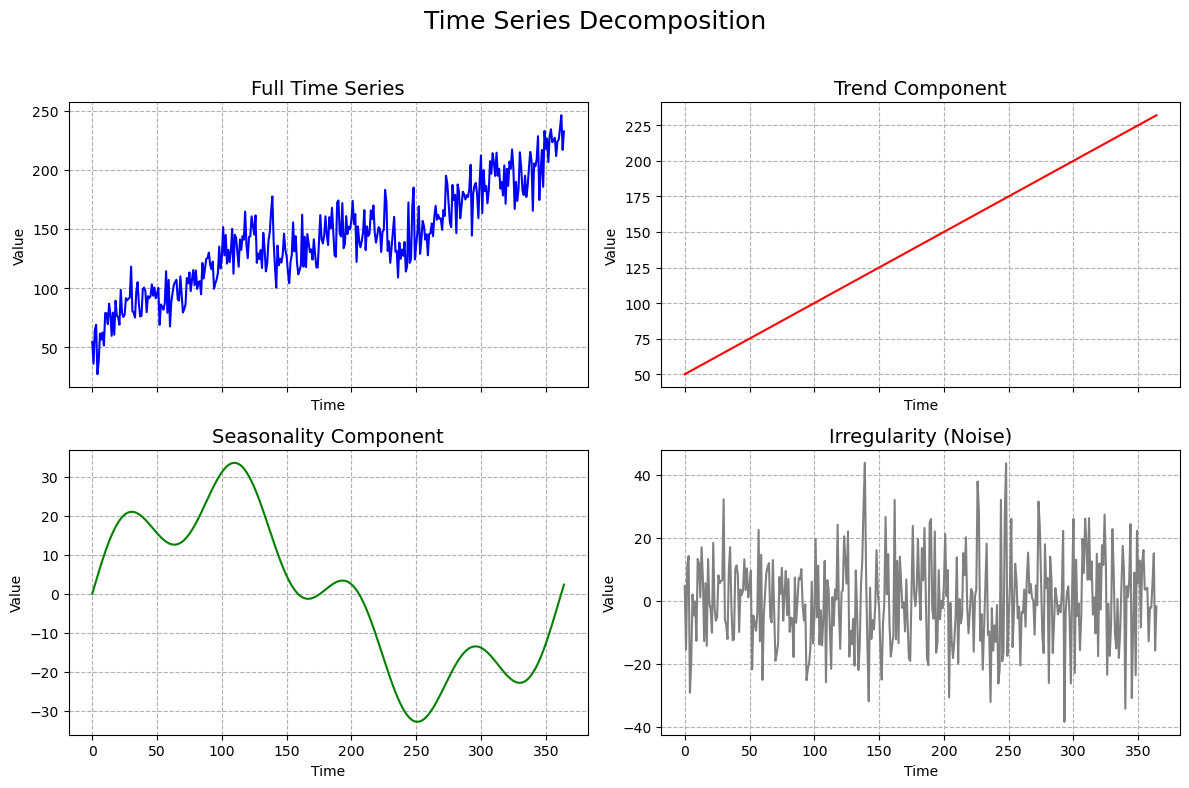 Time Series Decomposition
Full Time Series
250
200
150
100
50
Value
Time
Trend Component
225
200
175
150
125
100
75
50
Value
Time
Seasonality Component
30
20
10
0
−10
−20
−30
Value
0 50 100 150 200 250 300 350
Time
Irregularity (Noise)
40
20
0
−20
−40
Value
0 50 100 150 200 250 300 350
Time